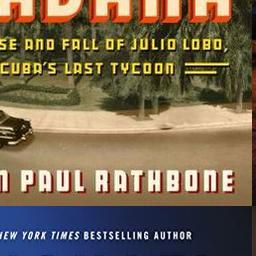 SE AND FALL OF JULIO LOBO,
CUBA'S LAST TYCOON
N PAUL RATHBONE
NEW YORK TIMES BESTSELLING AUTHOR